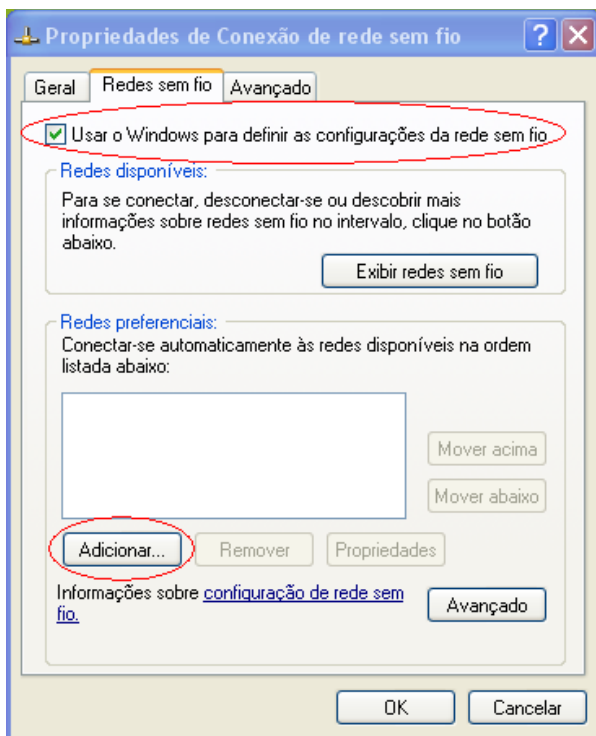 Propriedades de Conexão de rede sem fio
Geral Redes sem fio Avançado
Usar o Windows para definir as configurações da rede sem fio
Redes disponíveis:
Para se conectar, desconectar-se ou descobrir mais
informações sobre redes sem fio no intervalo, clique no botão
abaixo.
Exibir redes sem fio
Redes preferenciais:
Conectar-se automaticamente às redes disponíveis na ordem
listada abaixo:
Mover acima
Mover abaixo
Adicionar... Remover Propriedades
Informações sobre configuração de rede sem
fio.
Avançado
OK Cancelar